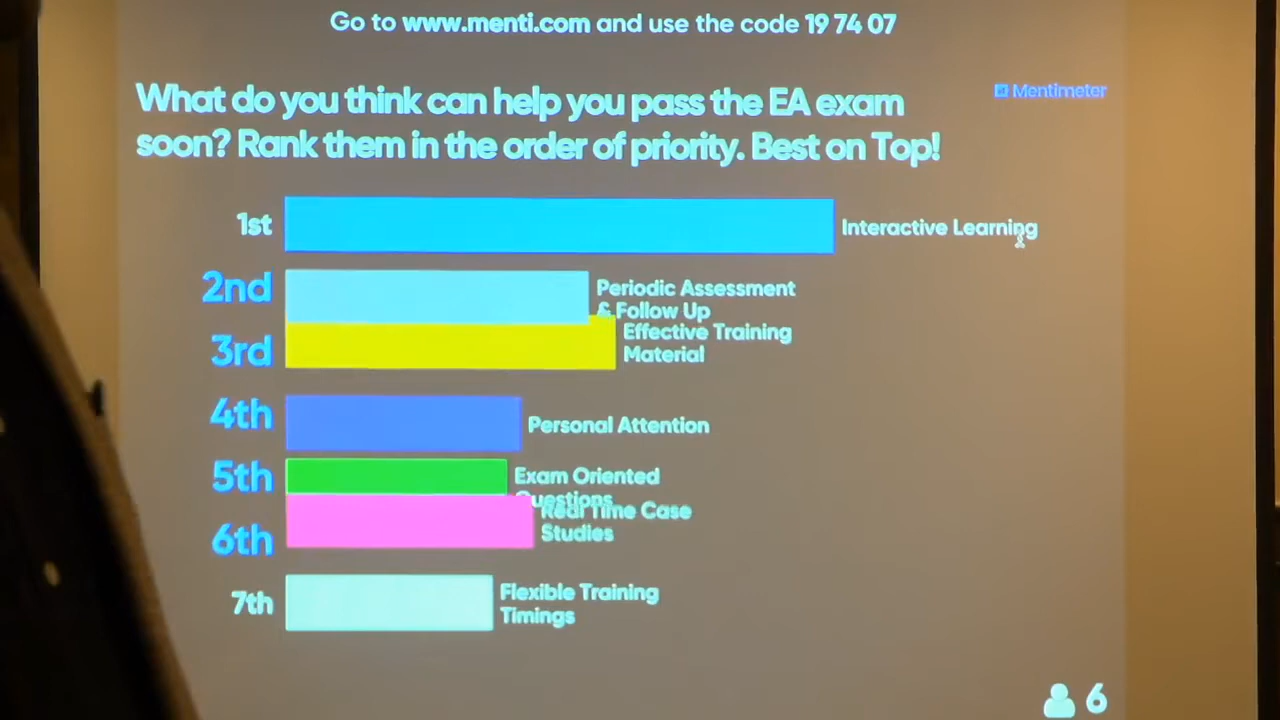 Go to www.menti.com and use the code 19 74 07
Mentimeter
What do you think can help you pass the EA exam
soon? Rank them in the order of priority. Best on Top!
1st
Interactive Learning
2nd
Periodic Assessment
& Follow Up
3rd
Effective Training
Material
4th
Personal Attention
5th
Exam Oriented
Questions
6th
Real Time Case
Studies
7th
Flexible Training
Timings
6